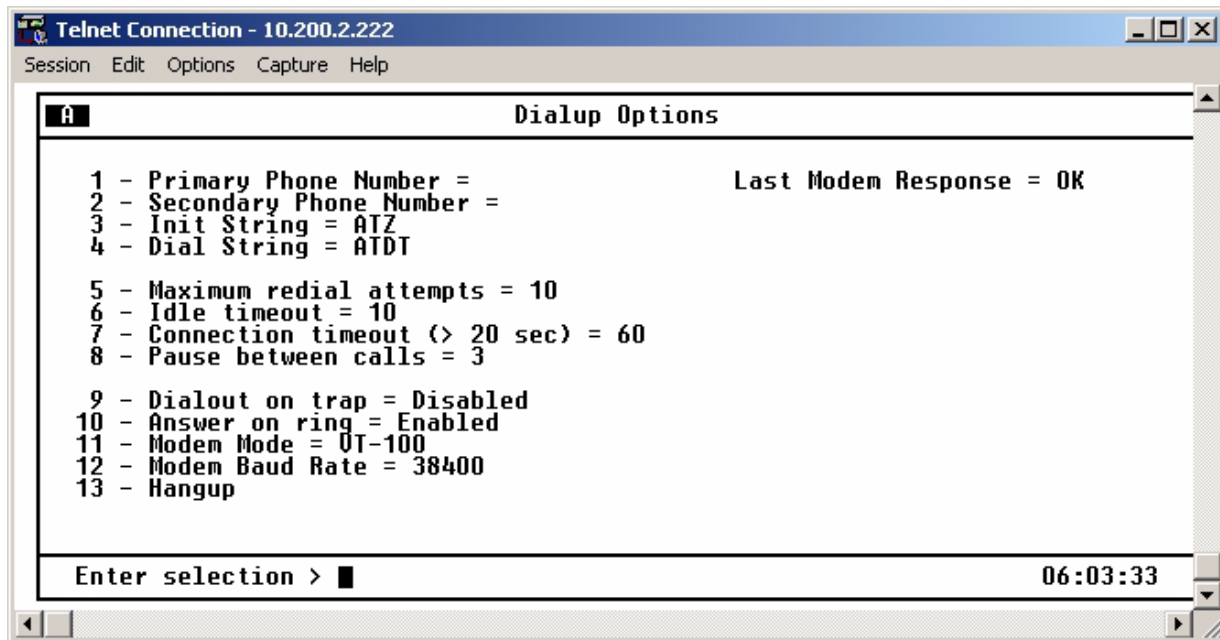 Telnet Connection - 10.200.2.222
Session Edit Options Capture Help
A Dialup Options
1 - Primary Phone Number = Last Modem Response = OK
2 - Secondary Phone Number =
3 - Init String = ATZ
4 - Dial String = ATDT
5 - Maximum redial attempts = 10
6 - Idle timeout = 10
7 - Connection timeout (> 20 sec) = 60
8 - Pause between calls = 3
9 - Dialout on trap = Disabled
10 - Answer on ring = Enabled
11 - Modem Mode = VT-100
12 - Modem Baud Rate = 38400
13 - Hangup
Enter selection > 06:03:33